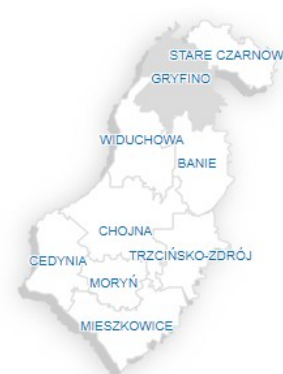 STARE CZARNOW
GRYFINO
WIDUCHOWA
BANIE
CHOJNA
TRZCIŃSKO-ZDRÓJ
CEDYNIA
MORYŃ
MIESZKOWICE